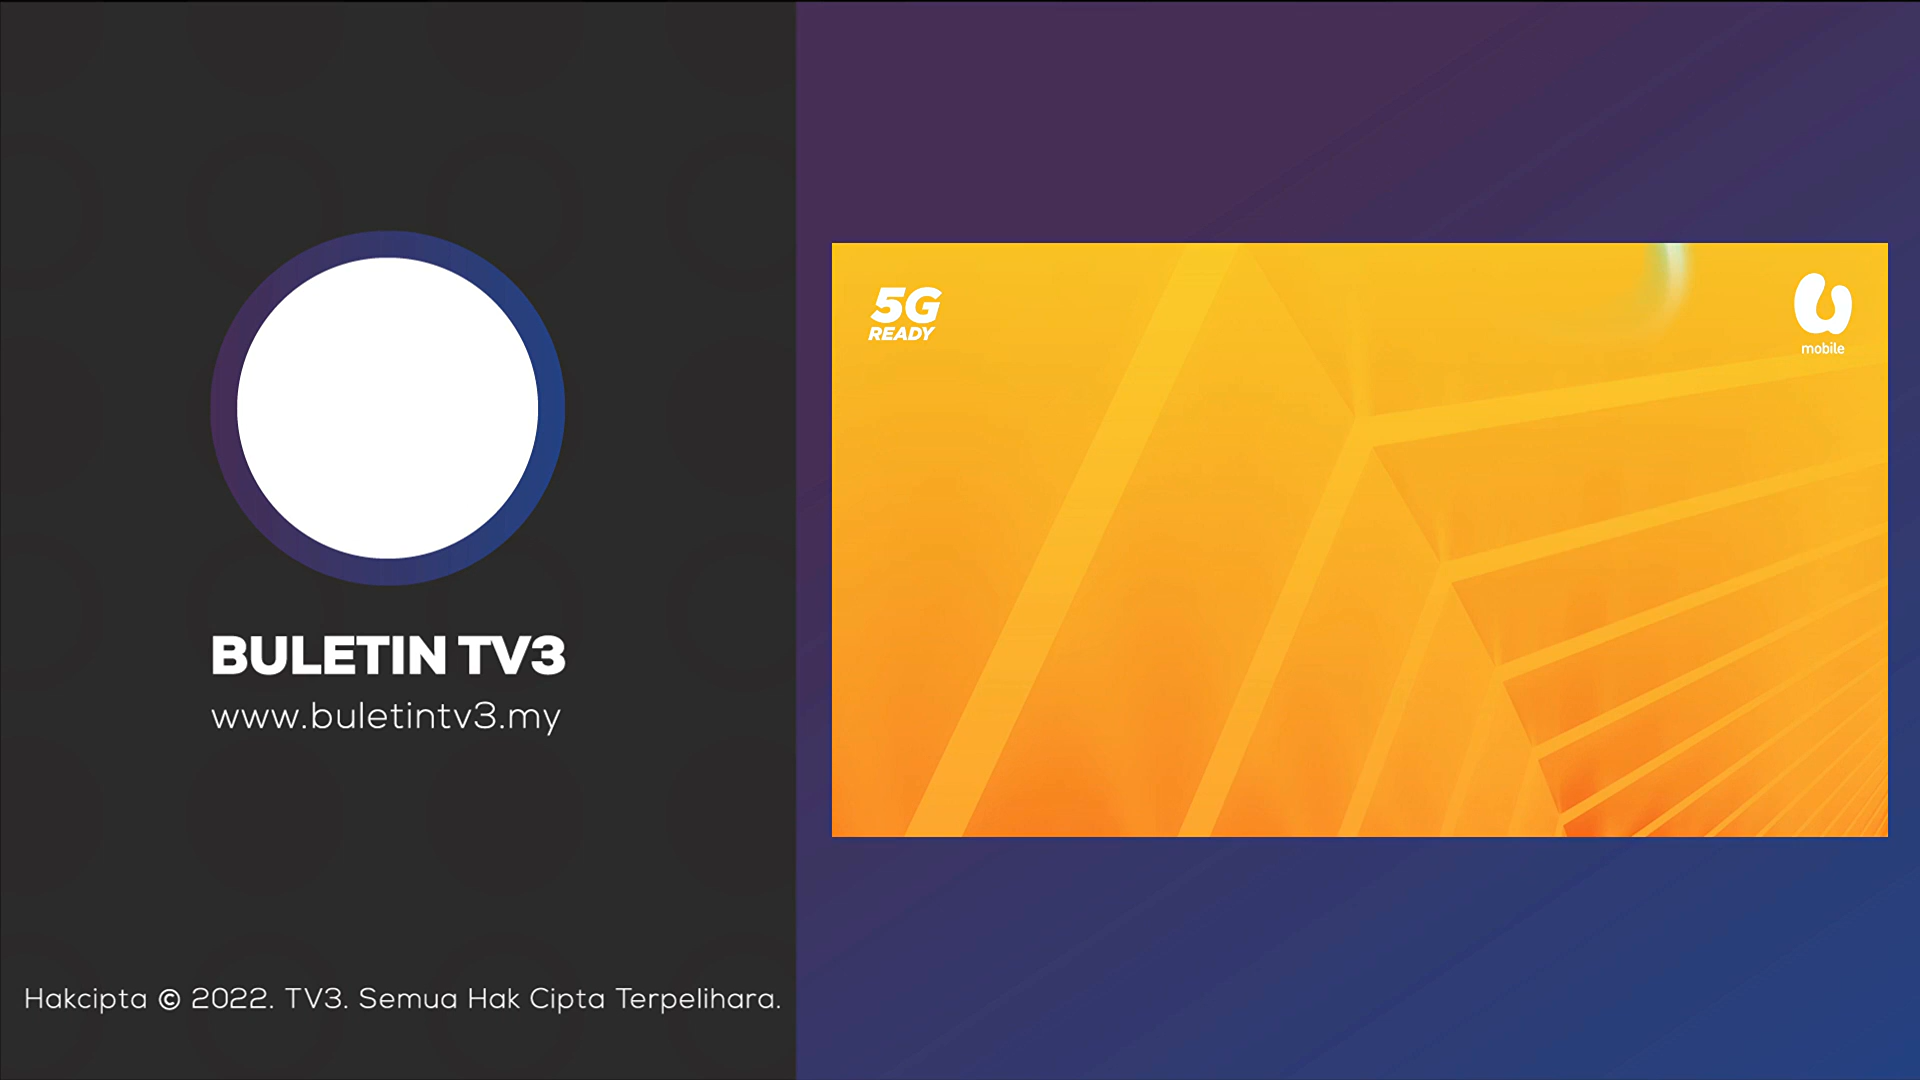 BULETIN TV3
www.buletintv3.my
Hakcipta © 2022. TV3. Semua Hak Cipta Terpelihara.
5G
READY
mobile